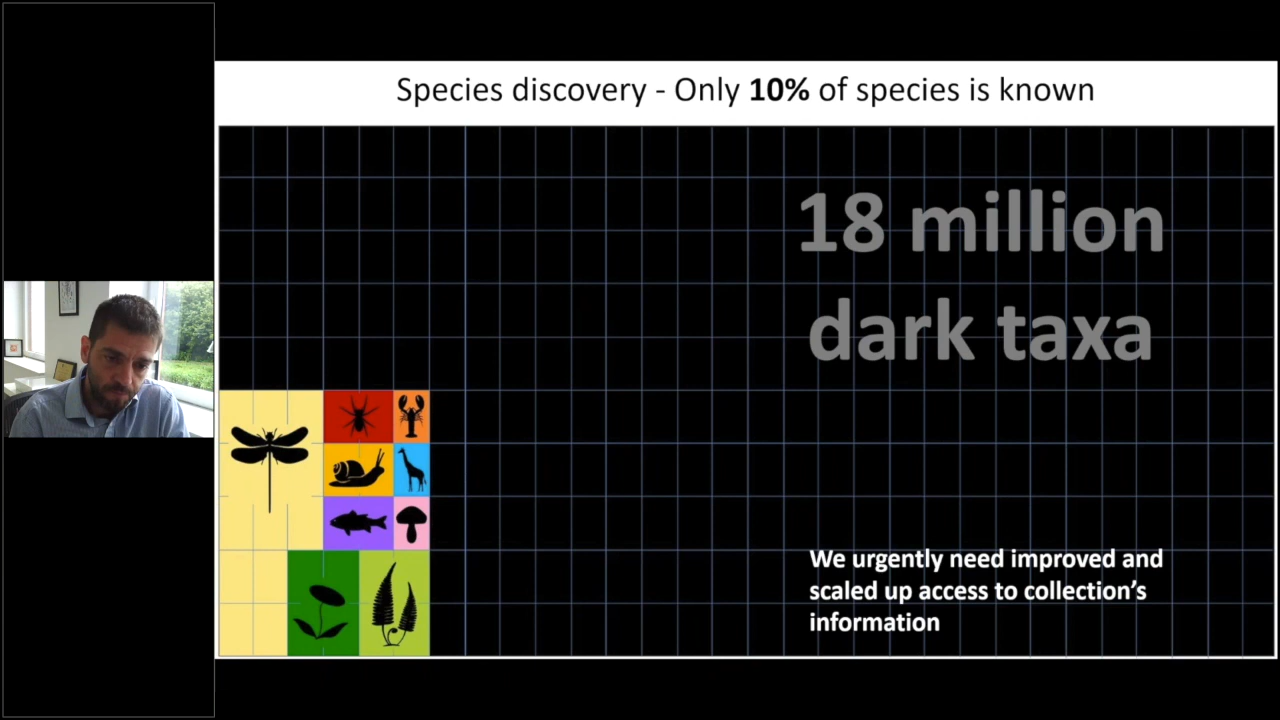 Species discovery - Only 10% of species is known
18 million
dark taxa
We urgently need improved and
scaled up access to collection's
information